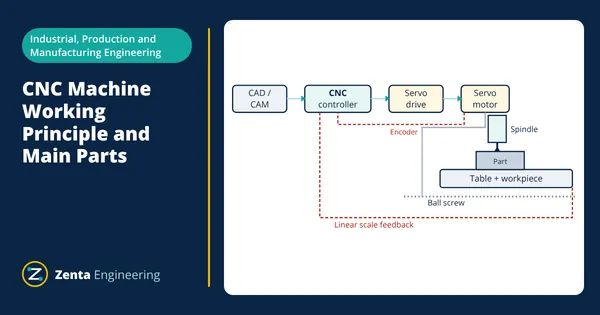 Industrial, Production and
Manufacturing Engineering
CNC Machine
Working
Principle and
Main Parts
Zenta Engineering
CAD /
CAM
CNC
controller
Servo
drive
Servo
motor
Encoder
Spindle
Part
Table + workpiece
Ball screw
Linear scale feedback